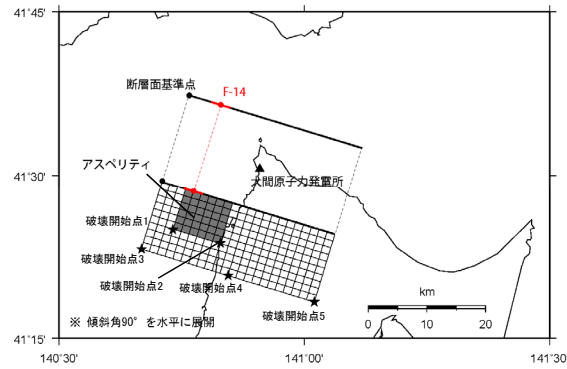 41°45'
断層面基準点
F-14
アスペリティ
41°30'
大間原子力発電所
破壊開始点1
破壊開始点3
破壊開始点2
破壊開始点4
破壊開始点5
km
0 5 10 15 20
※ 傾斜角90° を水平に展開
41°15'
140°30' 141°00' 141°30'